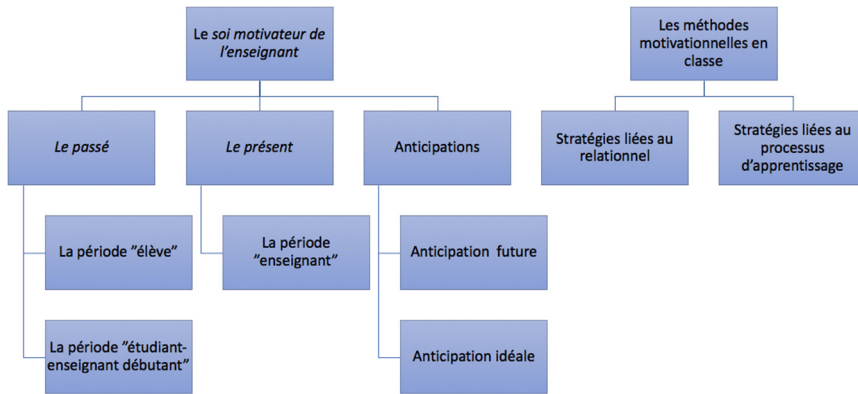 Le soi motivateur de
l'enseignant
Les méthodes
motivationnelles en
classe
Le passé
Le présent
Anticipations
Stratégies liées au
relationnel
Stratégies liées au
processus
d'apprentissage
La période ”élève”
La période
”enseignant”
Anticipation future
La période ”étudiant-
enseignant débutant”
Anticipation idéale